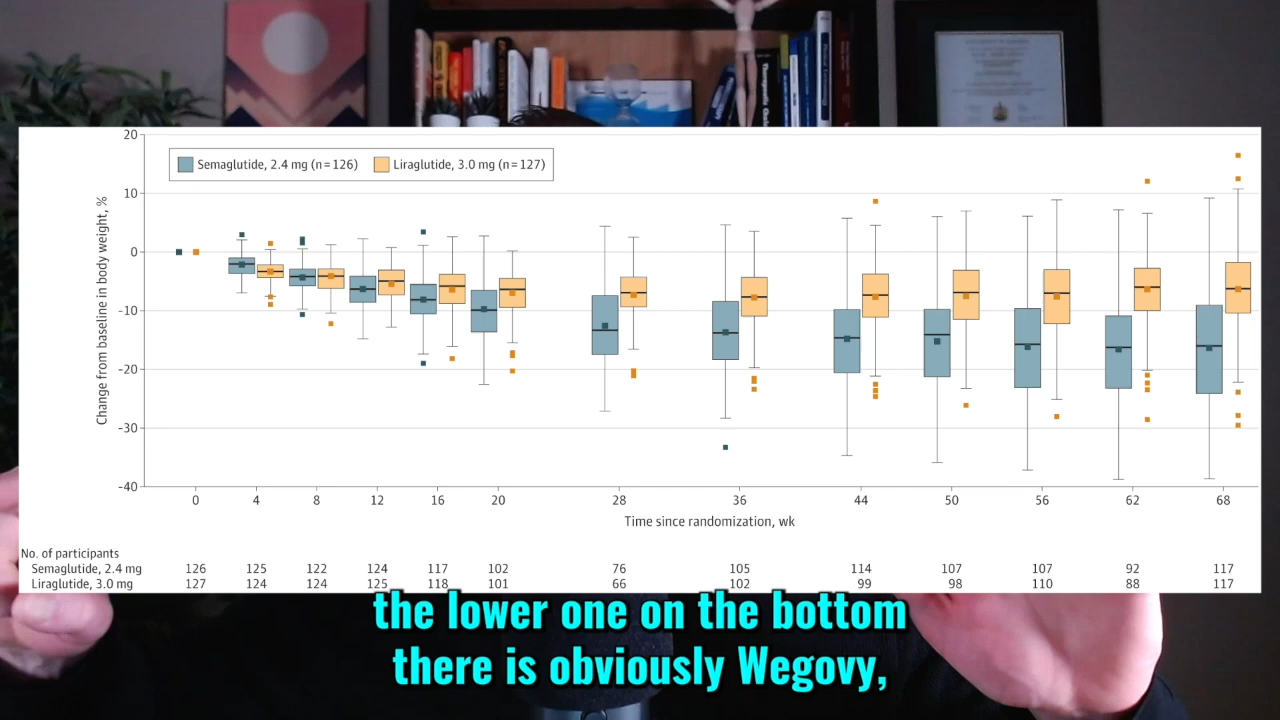 20
Semaglutide, 2.4 mg (n=126) Liraglutide, 3.0 mg (n=127)
10
0
-10
-20
-30
-40
Change from baseline in body weight, %
0 4 8 12 16 20 28 36 44 50 56 62 68
Time since randomization, wk
No. of participants
Semaglutide, 2.4 mg 126 125 122 124 117 102 76 105 114 107 107 92 117
Liraglutide, 3.0 mg 127 124 124 125 118 101 66 102 99 98 110 88 117
the lower one on the bottom
there is obviously Wegovy,